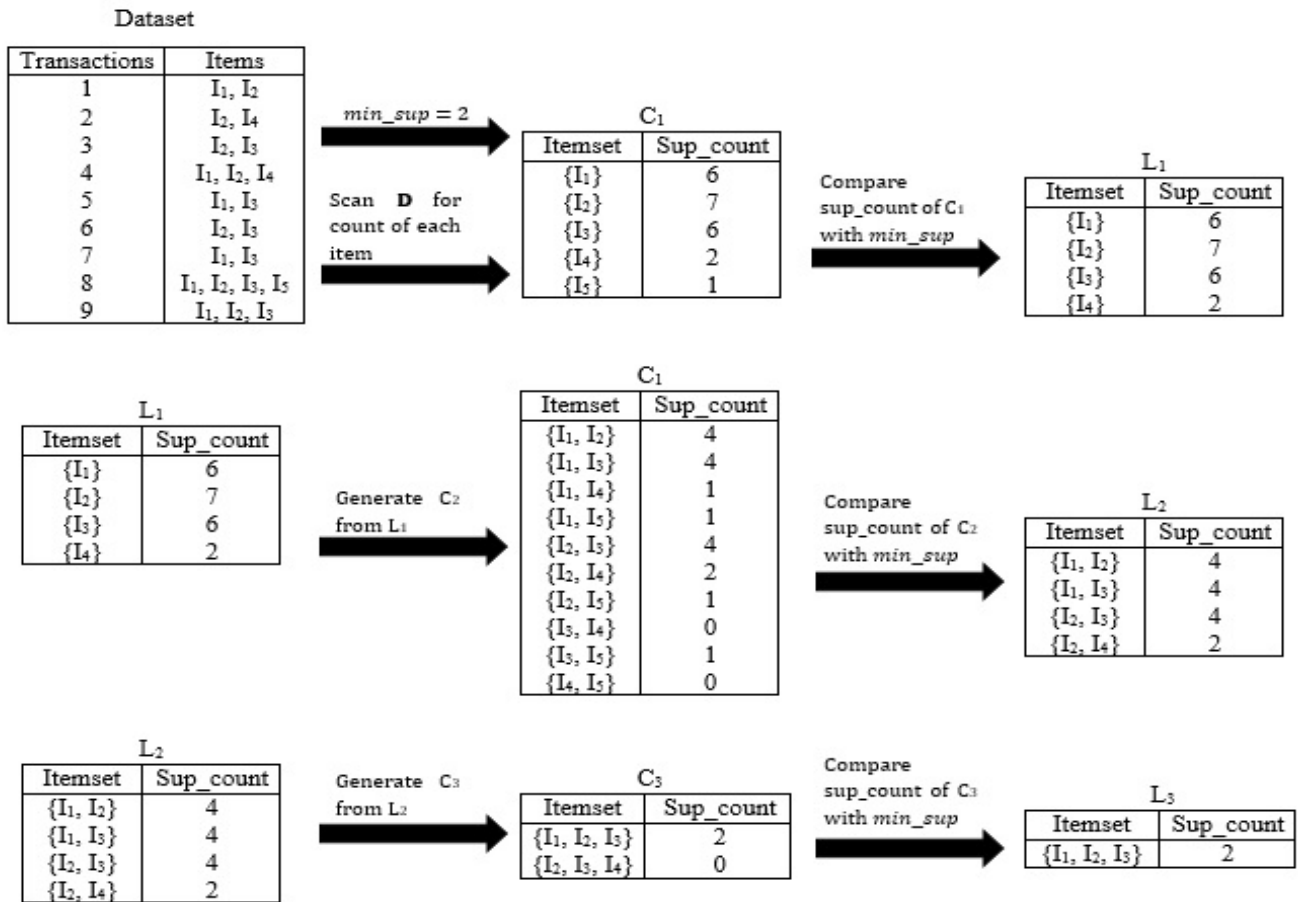 Dataset
Transactions Items
1 I₁, I₂
2 I₂, I₄
3 I₂, I₃
4 I₁, I₂, I₄
5 I₁, I₃
6 I₂, I₃
7 I₁, I₃
8 I₁, I₂, I₃, I₅
9 I₁, I₂, I₃
min_sup = 2
Scan D for
count of each
item
C₁
Itemset Sup_count
{I₁} 6
{I₂} 7
{I₃} 6
{I₄} 2
{I₅} 1
Compare
sup_count of C₁
with min_sup
L₁
Itemset Sup_count
{I₁} 6
{I₂} 7
{I₃} 6
{I₄} 2
L₁
Itemset Sup_count
{I₁} 6
{I₂} 7
{I₃} 6
{I₄} 2
Generate C₂
from L₁
C₁
Itemset Sup_count
{I₁, I₂} 4
{I₁, I₃} 4
{I₁, I₄} 1
{I₁, I₅} 1
{I₂, I₃} 4
{I₂, I₄} 2
{I₂, I₅} 1
{I₃, I₄} 0
{I₃, I₅} 1
{I₄, I₅} 0
Compare
sup_count of C₂
with min_sup
L₂
Itemset Sup_count
{I₁, I₂} 4
{I₁, I₃} 4
{I₂, I₃} 4
{I₂, I₄} 2
L₂
Itemset Sup_count
{I₁, I₂} 4
{I₁, I₃} 4
{I₂, I₃} 4
{I₂, I₄} 2
Generate C₃
from L₂
C₃
Itemset Sup_count
{I₁, I₂, I₃} 2
{I₂, I₃, I₄} 0
Compare
sup_count of C₃
with min_sup
L₃
Itemset Sup_count
{I₁, I₂, I₃} 2